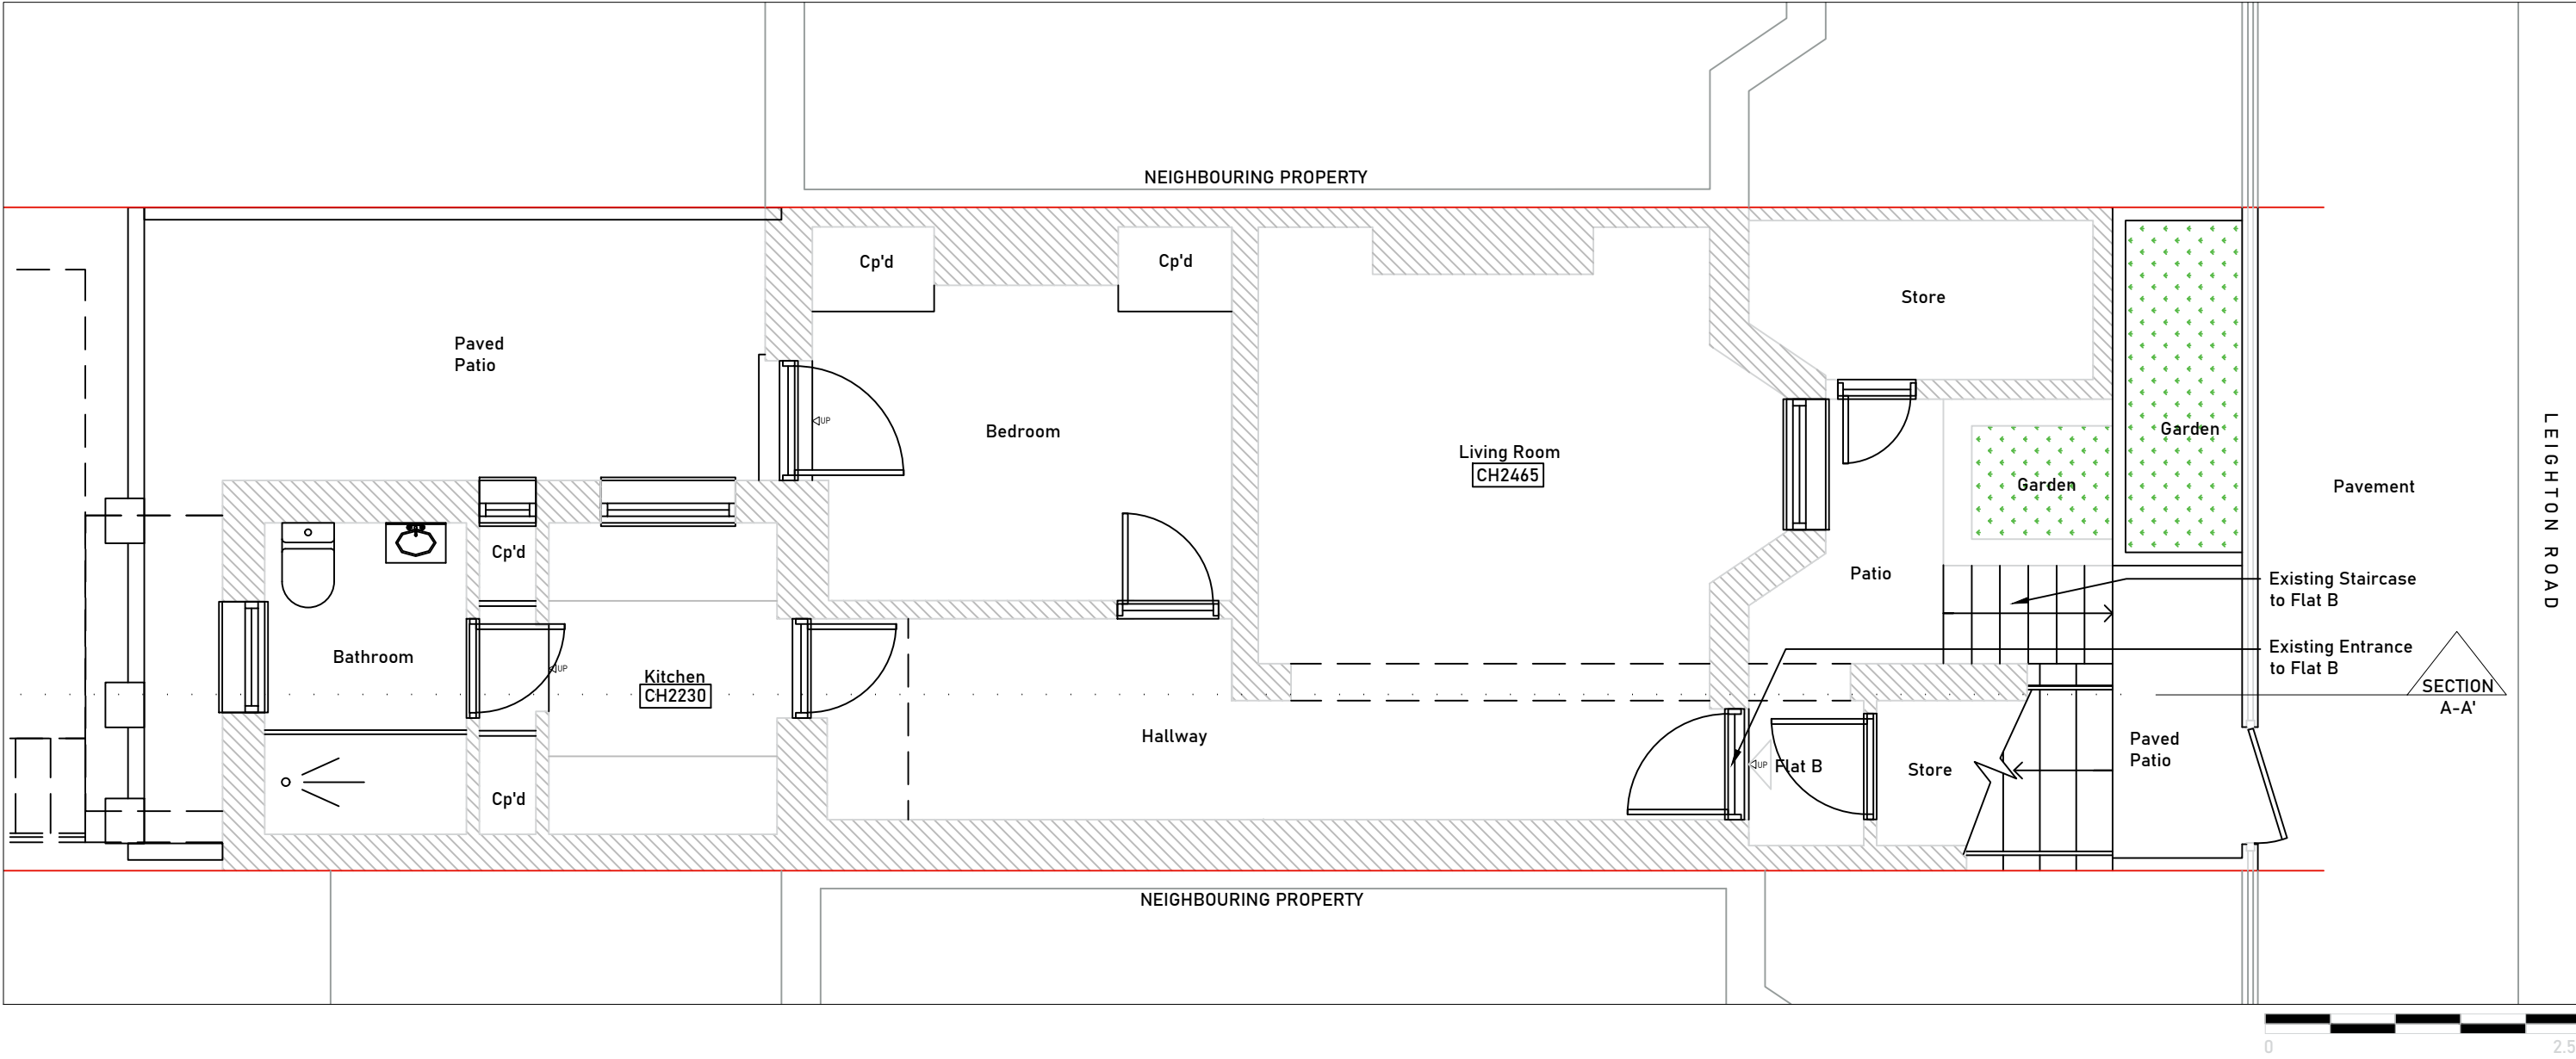 NEIGHBOURING PROPERTY
Cp'd
Cp'd
Store
Paved
Patio
UP
Bedroom
Living Room
CH2465
Garden
Garden
Pavement
LEIGHTON ROAD
Cp'd
Patio
Existing Staircase
to Flat B
Bathroom
UP
Kitchen
CH2230
Existing Entrance
to Flat B
SECTION
A-A'
Hallway
UP
Flat B
Store
Paved
Patio
Cp'd
NEIGHBOURING PROPERTY
0
2.5